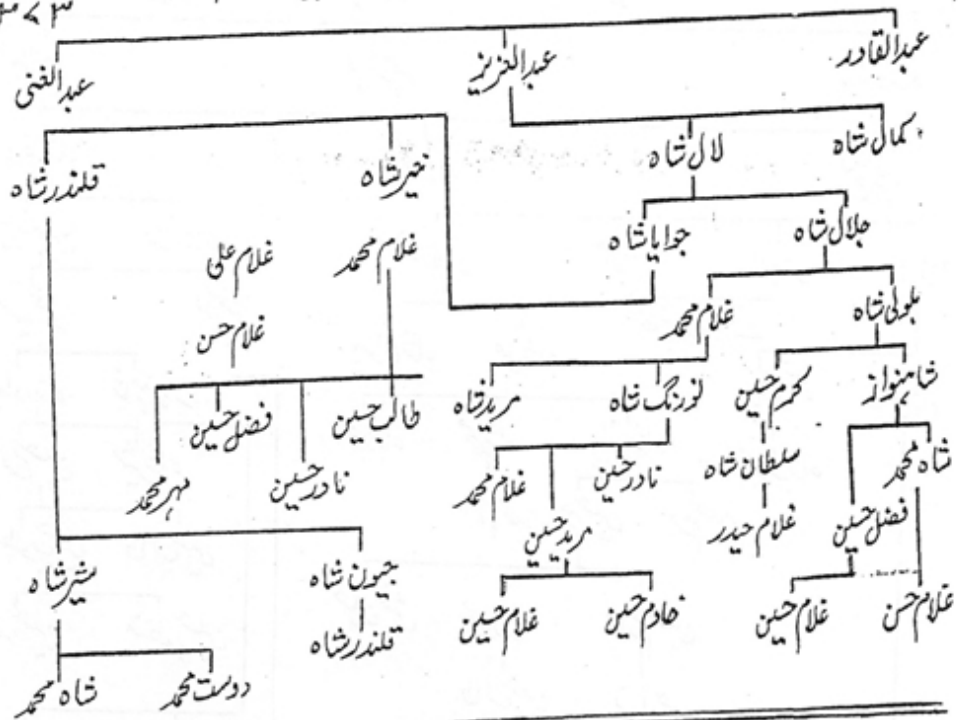 ۳۷۳
عبدالقادر عبدالعزیز عبدالغنی
کمال شاہ لال شاہ خیر شاہ قلندر شاہ
جلال شاہ جوایا شاہ غلام محمد غلام علی
بلولی شاہ غلام محمد غلام حسن
شاہنواز کرم حسین نورنگ شاہ مرید شاہ طالب حسین فضل حسین
شاہ محمد سلطان شاہ نادر حسین غلام محمد نادر حسین مہر محمد
فضل حسین غلام حیدر مرید حسین
غلام حسن غلام حسین خادم حسین غلام حسین جیون شاہ شیر شاہ
قلندر شاہ
دوست محمد شاہ محمد